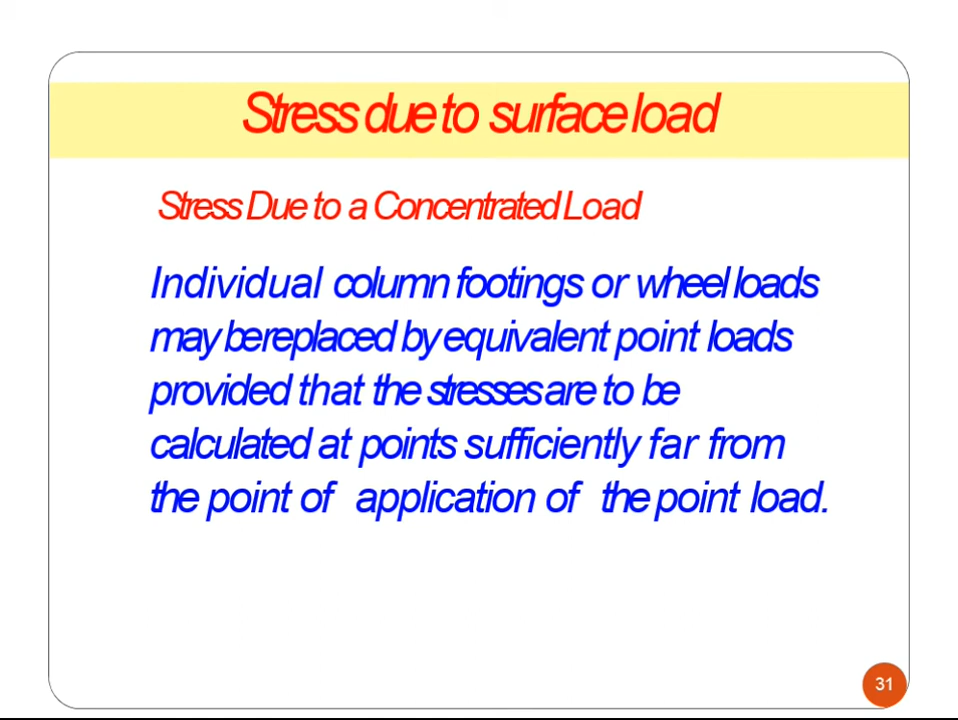 Stress due to surface load
Stress Due to a Concentrated Load
Individual column footings or wheel loads
may be replaced by equivalent point loads
provided that the stresses are to be
calculated at points sufficiently far from
the point of application of the point load.
31